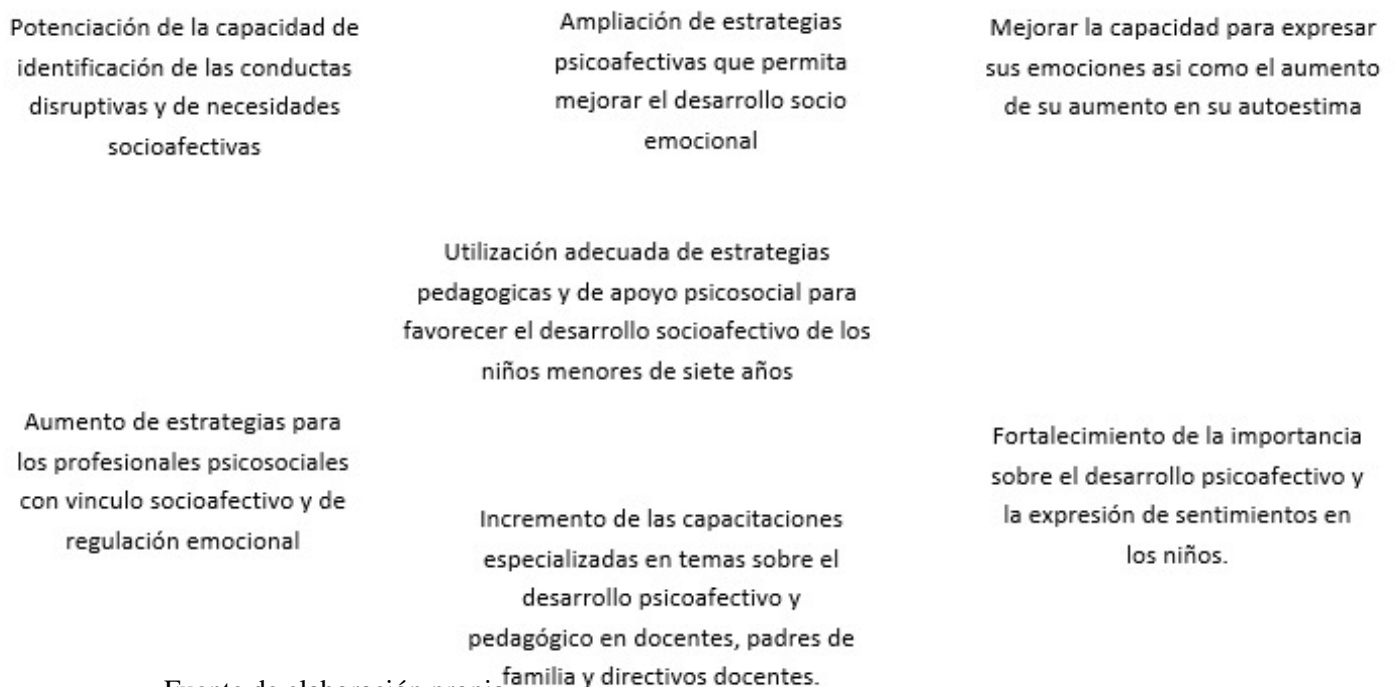 Potenciación de la capacidad de
identificación de las conductas
disruptivas y de necesidades
socioafectivas
Ampliación de estrategias
psicoafectivas que permita
mejorar el desarrollo socio
emocional
Mejorar la capacidad para expresar
sus emociones asi como el aumento
de su aumento en su autoestima
Utilización adecuada de estrategias
pedagogicas y de apoyo psicosocial para
favorecer el desarrollo socioafectivo de los
niños menores de siete años
Aumento de estrategias para
los profesionales psicosociales
con vinculo socioafectivo y de
regulación emocional
Incremento de las capacitaciones
especializadas en temas sobre el
desarrollo psicoafectivo y
pedagógico en docentes, padres de
familia y directivos docentes.
Fortalecimiento de la importancia
sobre el desarrollo psicoafectivo y
la expresión de sentimientos en
los niños.
Fuente de elaboración propia